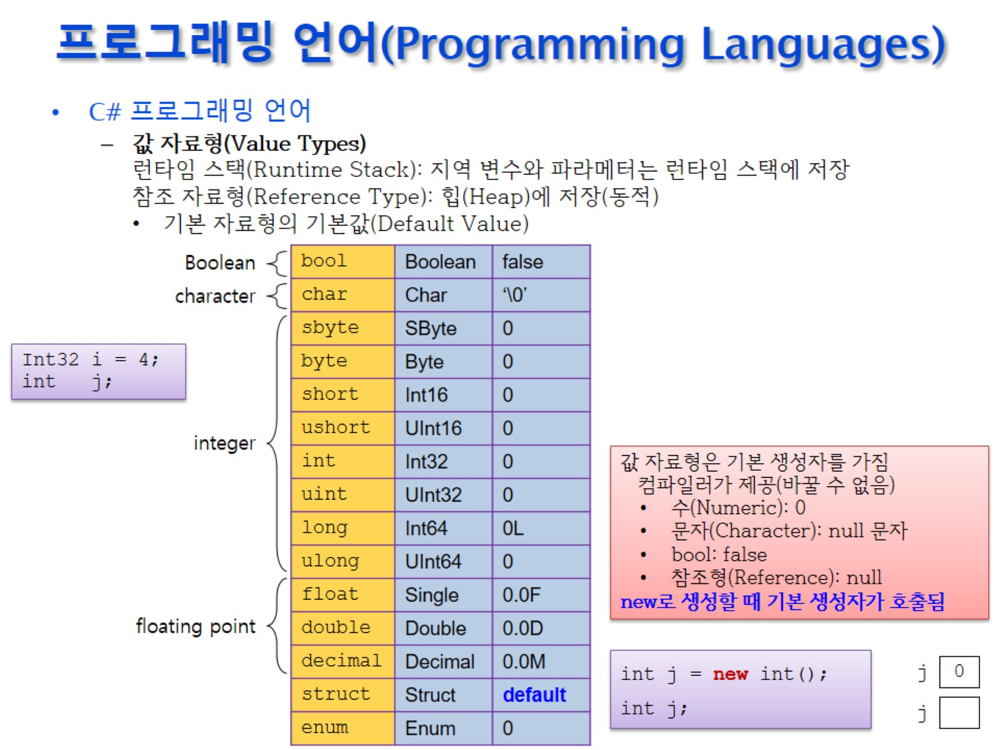 프로그래밍 언어(Programming Languages)
• C# 프로그래밍 언어
– 값 자료형(Value Types)
런타임 스택(Runtime Stack): 지역 변수와 파라메터는 런타임 스택에 저장
참조 자료형(Reference Type): 힙(Heap)에 저장(동적)
• 기본 자료형의 기본값(Default Value)
Boolean bool Boolean false
character char Char ‘\0’
sbyte SByte 0
Int32 i = 4;
int j;
byte Byte 0
short Int16 0
ushort UInt16 0
integer
int Int32 0
uint UInt32 0
long Int64 0L
ulong UInt64 0
float Single 0.0F
floating point double Double 0.0D
decimal Decimal 0.0M
struct Struct default
enum Enum 0
값 자료형은 기본 생성자를 가짐
컴파일러가 제공(바꿀 수 없음)
• 수(Numeric): 0
• 문자(Character): null 문자
• bool: false
• 참조형(Reference): null
new로 생성할 때 기본 생성자가 호출됨
int j = new int();
int j;
j 0
j